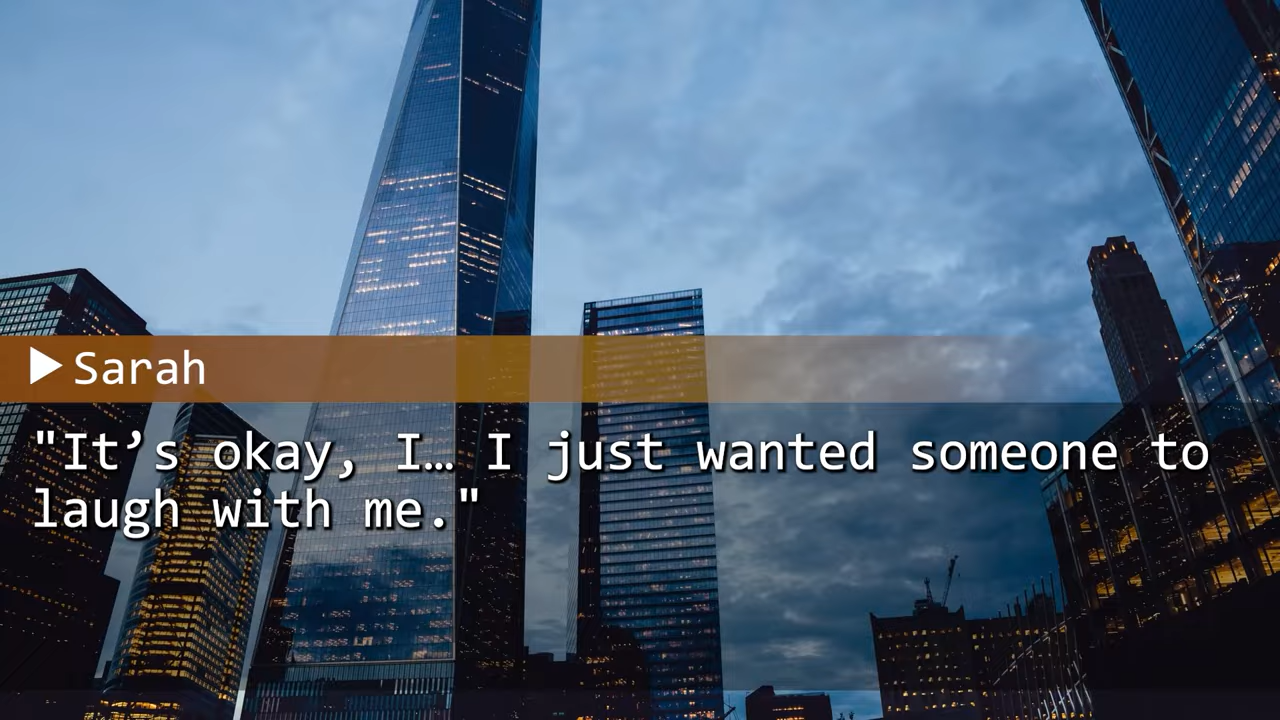 Sarah
"It’s okay, I… I just wanted someone to
laugh with me."